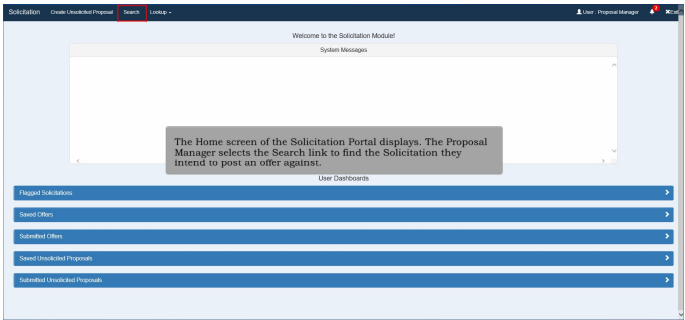 Solicitation Create Unsolicited Proposal Search Lookup User : Proposal Manager 3 Exit
Welcome to the Solicitation Module!
System Messages
The Home screen of the Solicitation Portal displays. The Proposal
Manager selects the Search link to find the Solicitation they
intend to post an offer against.
User Dashboards
Flagged Solicitations
Saved Offers
Submitted Offers
Saved Unsolicited Proposals
Submitted Unsolicited Proposals